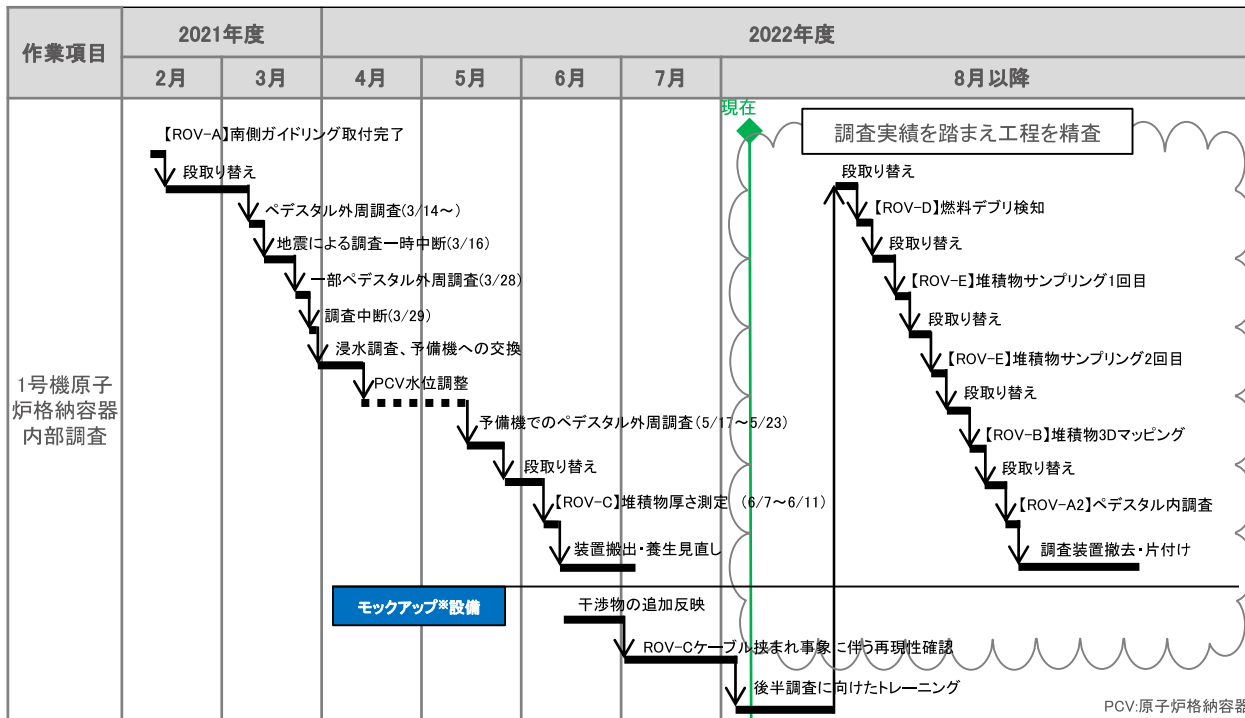 作業項目
2021年度
2022年度
2月
3月
4月
5月
6月
7月
8月以降
1号機原子
炉格納容器
内部調査
現在
調査実績を踏まえ工程を精査
【ROV-A】南側ガイドリング取付完了
段取り替え
ペデスタル外周調査(3/14～)
地震による調査一時中断(3/16)
一部ペデスタル外周調査(3/28)
調査中断(3/29)
浸水調査、予備機への交換
PCV水位調整
予備機でのペデスタル外周調査(5/17～5/23)
段取り替え
【ROV-C】堆積物厚さ測定　(6/7～6/11)
装置搬出・養生見直し
段取り替え
【ROV-D】燃料デブリ検知
段取り替え
【ROV-E】堆積物サンプリング1回目
段取り替え
【ROV-E】堆積物サンプリング2回目
段取り替え
【ROV-B】堆積物3Dマッピング
段取り替え
【ROV-A2】ペデスタル内調査
調査装置撤去・片付け
モックアップ※設備
干渉物の追加反映
ROV-Cケーブル挟まれ事象に伴う再現性確認
後半調査に向けたトレーニング
PCV:原子炉格納容器